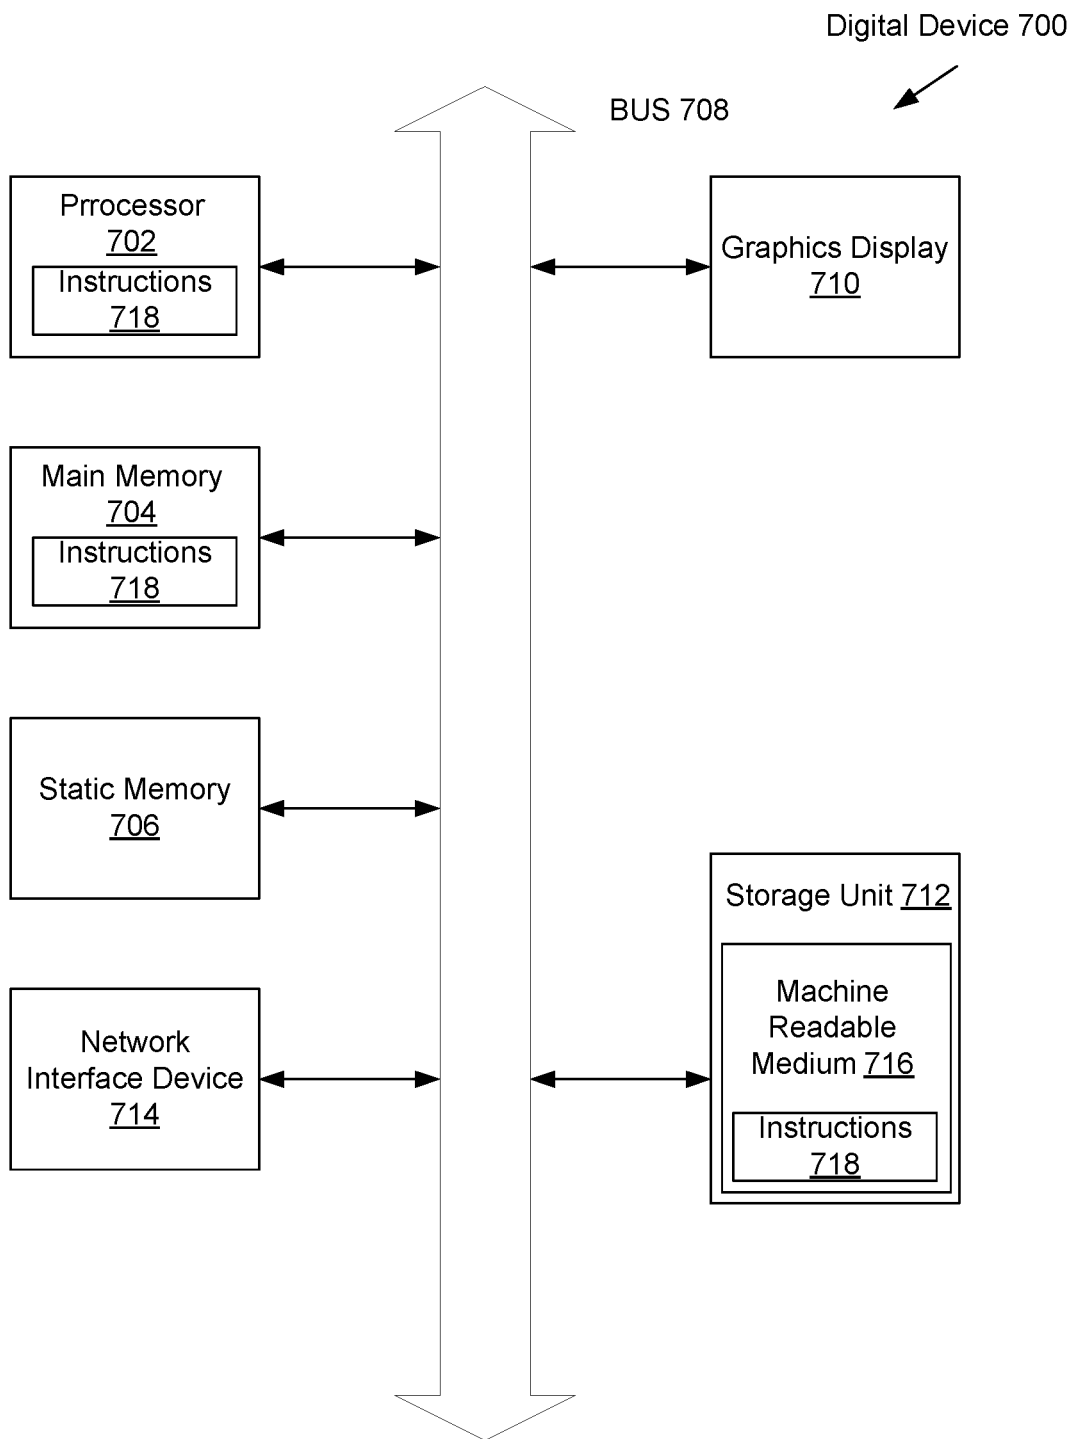 Digital Device 700
BUS 708
Prrocessor
702
Instructions
718
Graphics Display
710
Main Memory
704
Instructions
718
Static Memory
706
Storage Unit 712
Machine
Readable
Medium 716
Instructions
718
Network
Interface Device
714